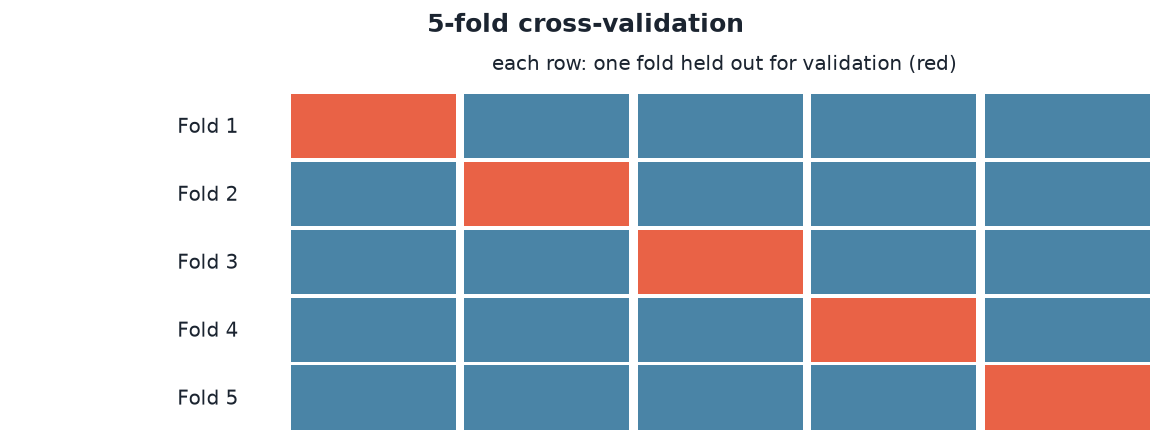 5-fold cross-validation
each row: one fold held out for validation (red)
Fold 1
Fold 2
Fold 3
Fold 4
Fold 5